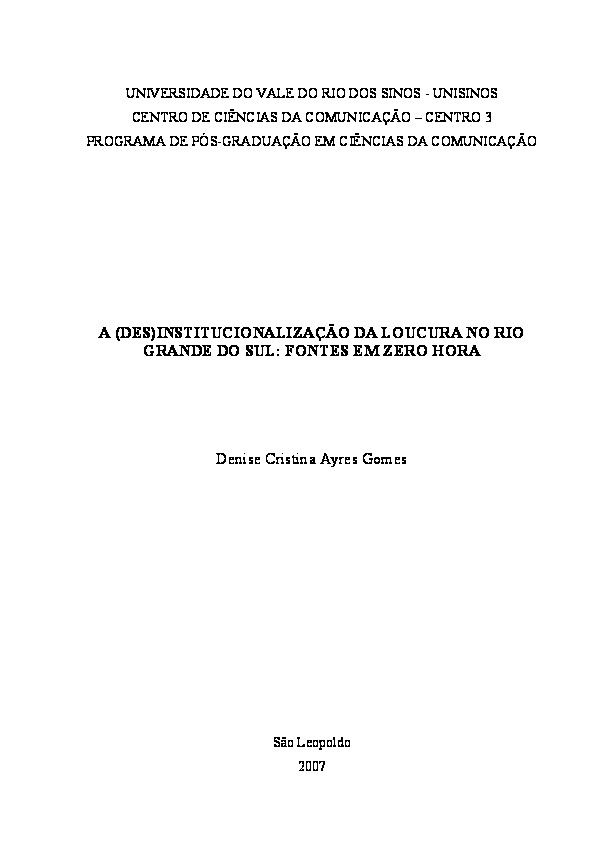 UNIVERSIDADE DO VALE DO RIO DOS SINOS - UNISINOS
CENTRO DE CIÊNCIAS DA COMUNICAÇÃO – CENTRO 3
PROGRAMA DE PÓS-GRADUAÇÃO EM CIÊNCIAS DA COMUNICAÇÃO
A (DES)INSTITUCIONALIZAÇÃO DA LOUCURA NO RIO
GRANDE DO SUL: FONTES EM ZERO HORA
Denise Cristina Ayres Gomes
São Leopoldo
2007